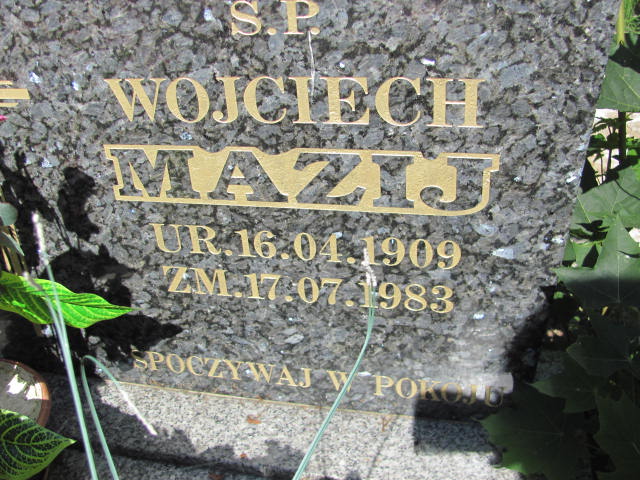 S.P.
WOJCIECH
MAZIJ
UR.16.04.1909
ZM.17.07.1983
SPOCZYWAJ W POKOJU